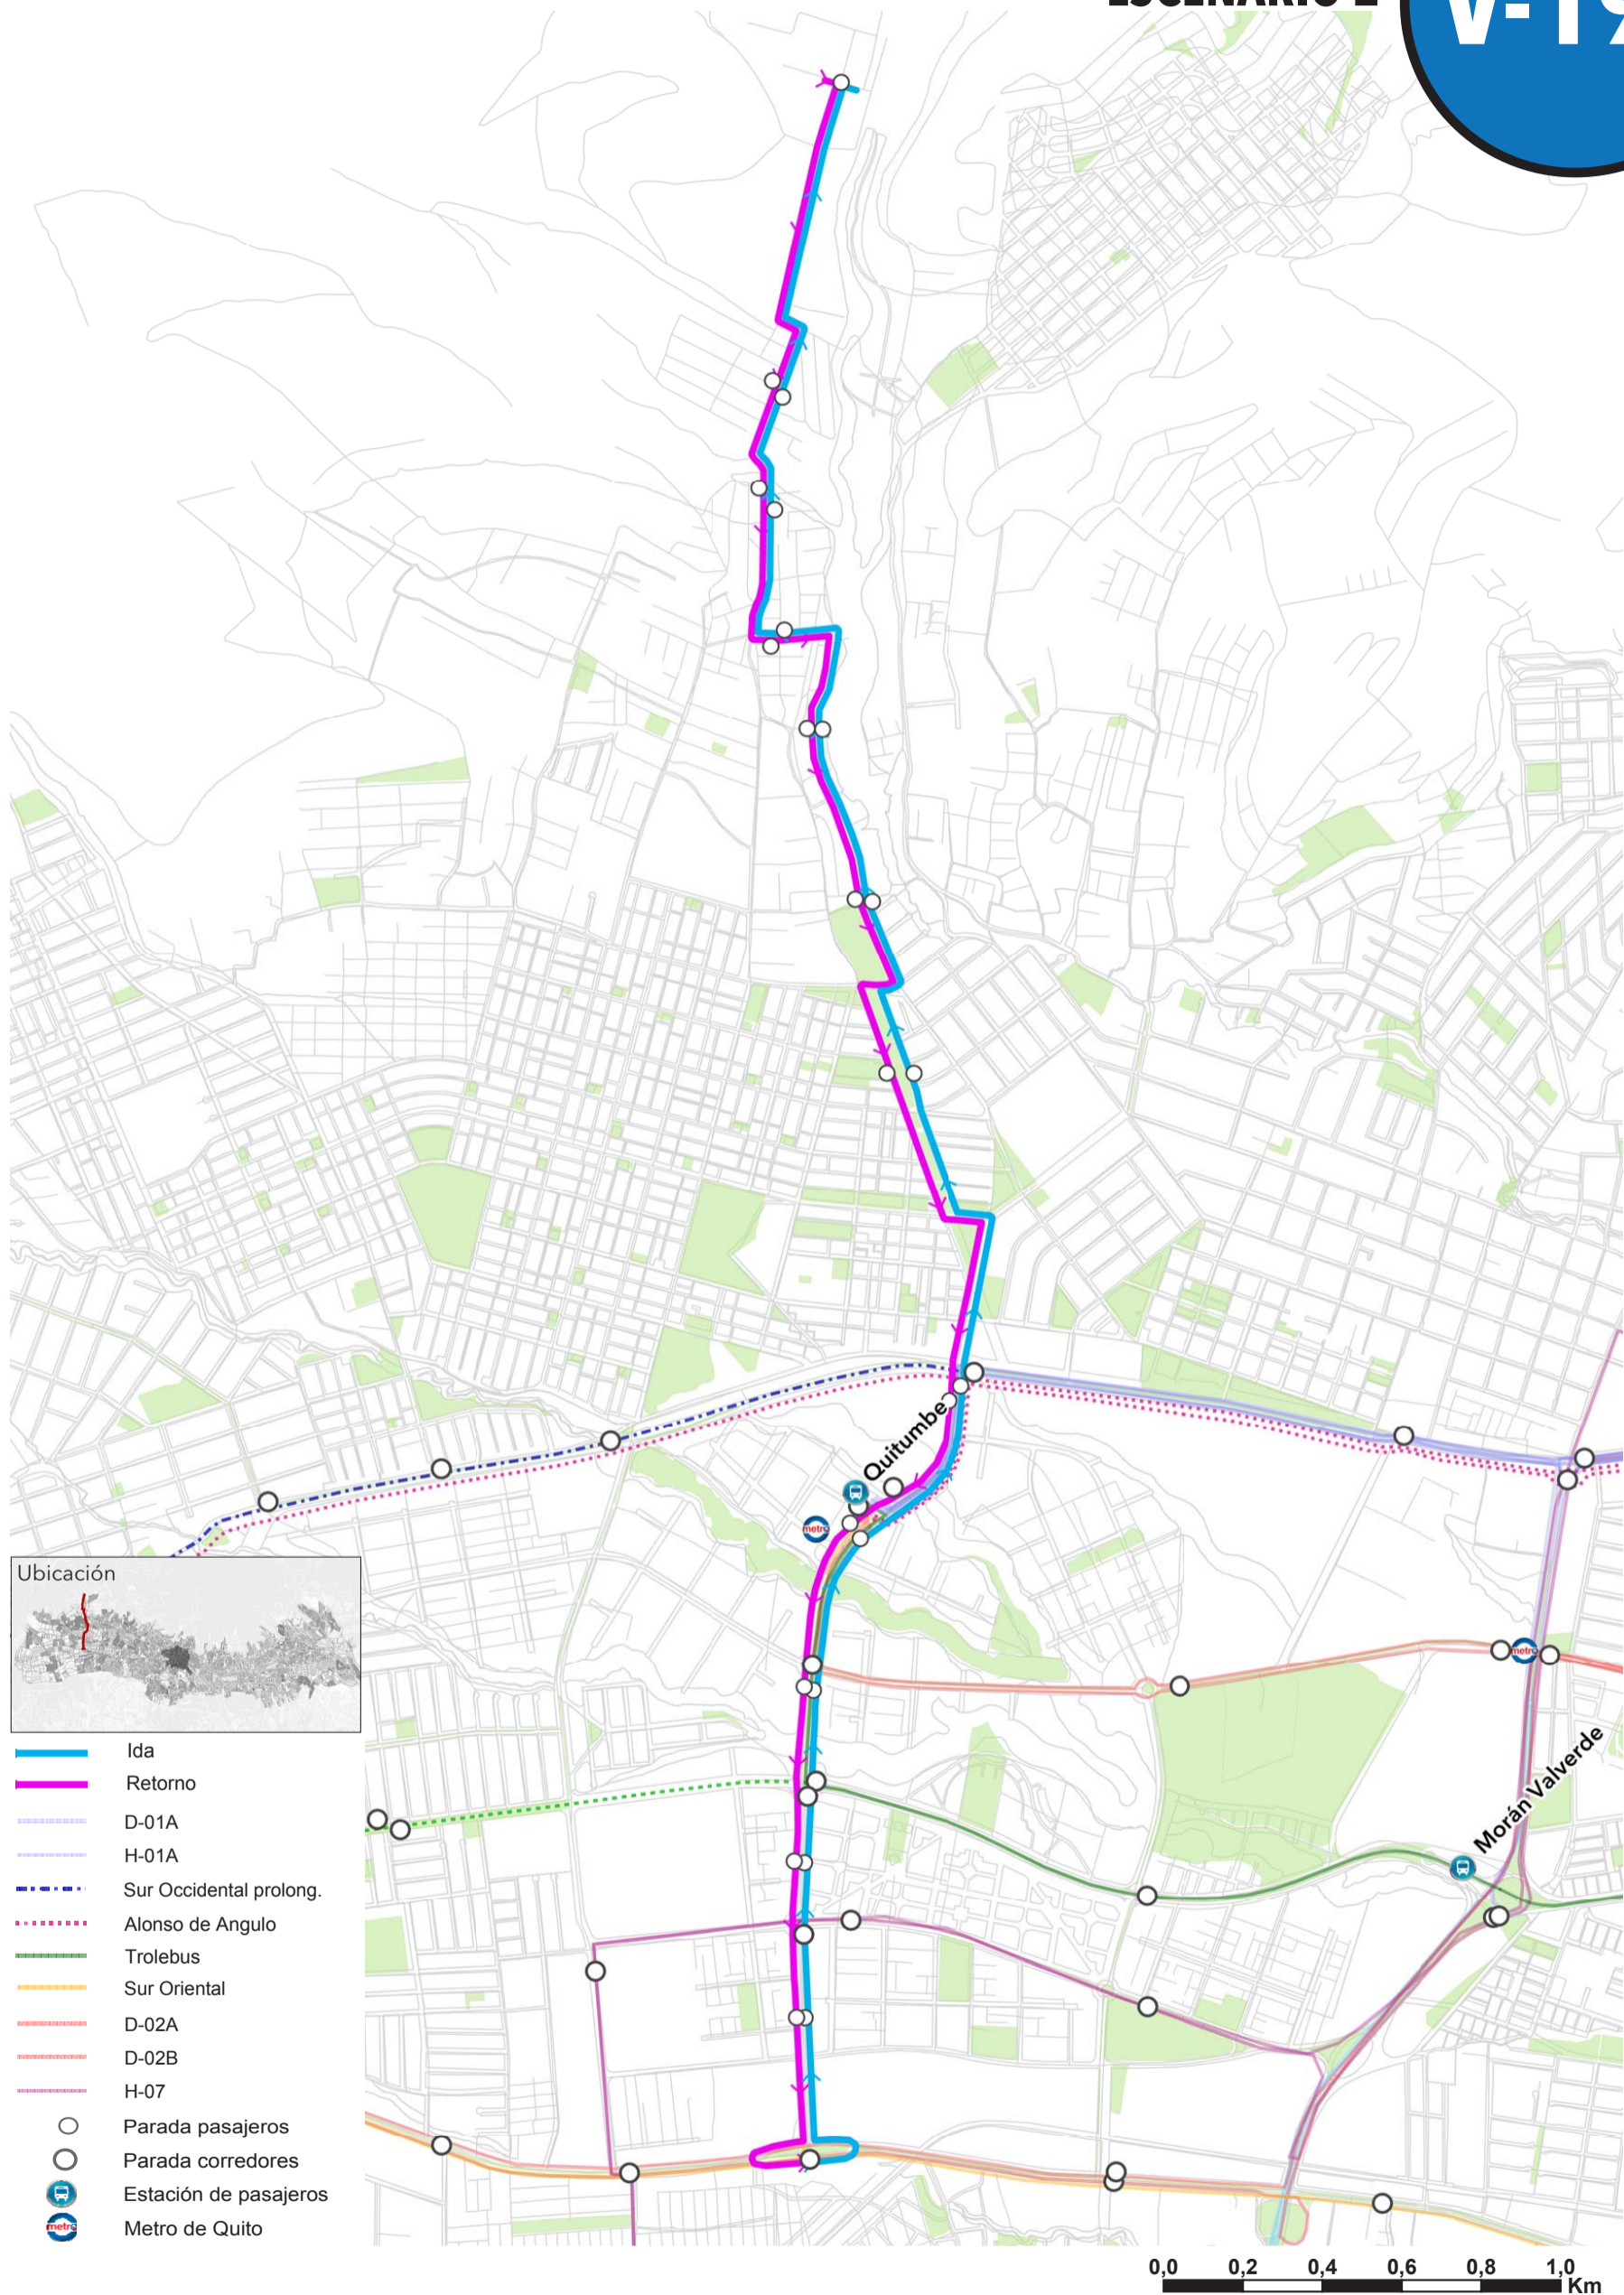 V-19
Quitumbe
metro
Ubicación
metro
Morán Valverde
Ida
Retorno
D-01A
H-01A
Sur Occidental prolong.
Alonso de Angulo
Trolebus
Sur Oriental
D-02A
D-02B
H-07
Parada pasajeros
Parada corredores
Estación de pasajeros
metro Metro de Quito
0,0 0,2 0,4 0,6 0,8 1,0
Km